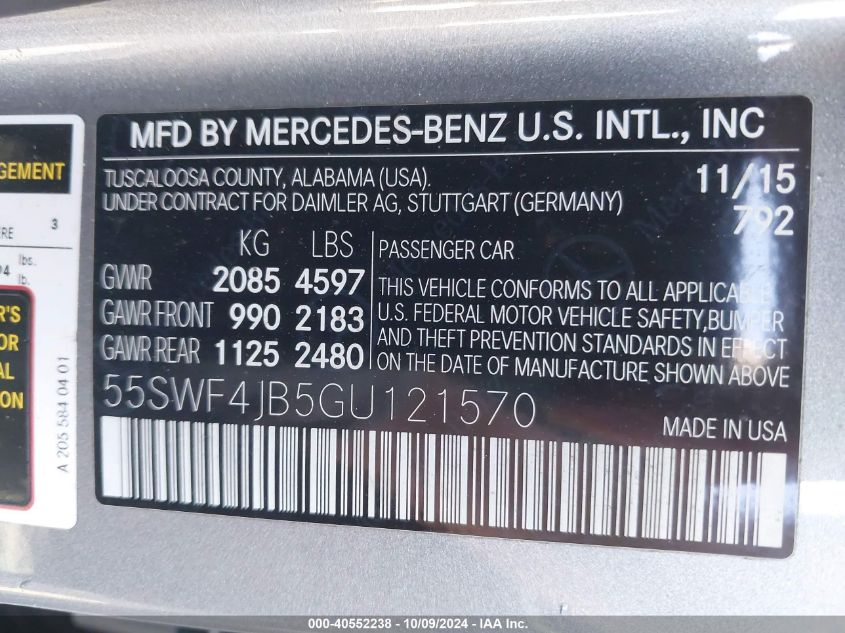 MFD BY MERCEDES-BENZ U.S. INTL., INC
TUSCALOOSA COUNTY, ALABAMA (USA).
UNDER CONTRACT FOR DAIMLER AG, STUTTGART (GERMANY)
11/15
792
KG LBS
GVWR 2085 4597
GAWR FRONT 990 2183
GAWR REAR 1125 2480
PASSENGER CAR
THIS VEHICLE CONFORMS TO ALL APPLICABLE
U.S. FEDERAL MOTOR VEHICLE SAFETY, BUMPER
AND THEFT PREVENTION STANDARDS IN EFFECT
ON THE DATE OF MANUFACTURE SHOWN ABOVE.
55SWF4JB5GU121570
MADE IN USA
GEMENT
3
RE
lbs.
94
lb.
R'S
OR
AL
ON
A 205 584 04 01
000-40552238 - 10/09/2024 - IAA Inc.